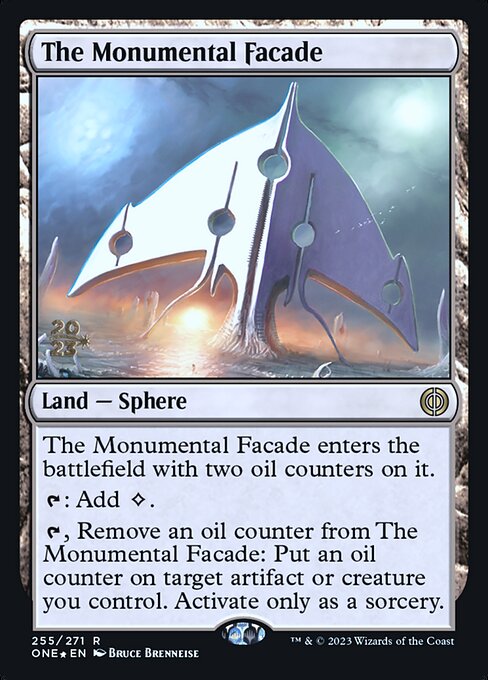 The Monumental Facade
20
23
Land — Sphere
The Monumental Facade enters the
battlefield with two oil counters on it.
: Add .
, Remove an oil counter from The
Monumental Facade: Put an oil
counter on target artifact or creature
you control. Activate only as a sorcery.
255/271 R
ONE★EN Bruce Brenneise
™ & © 2023 Wizards of the Coast